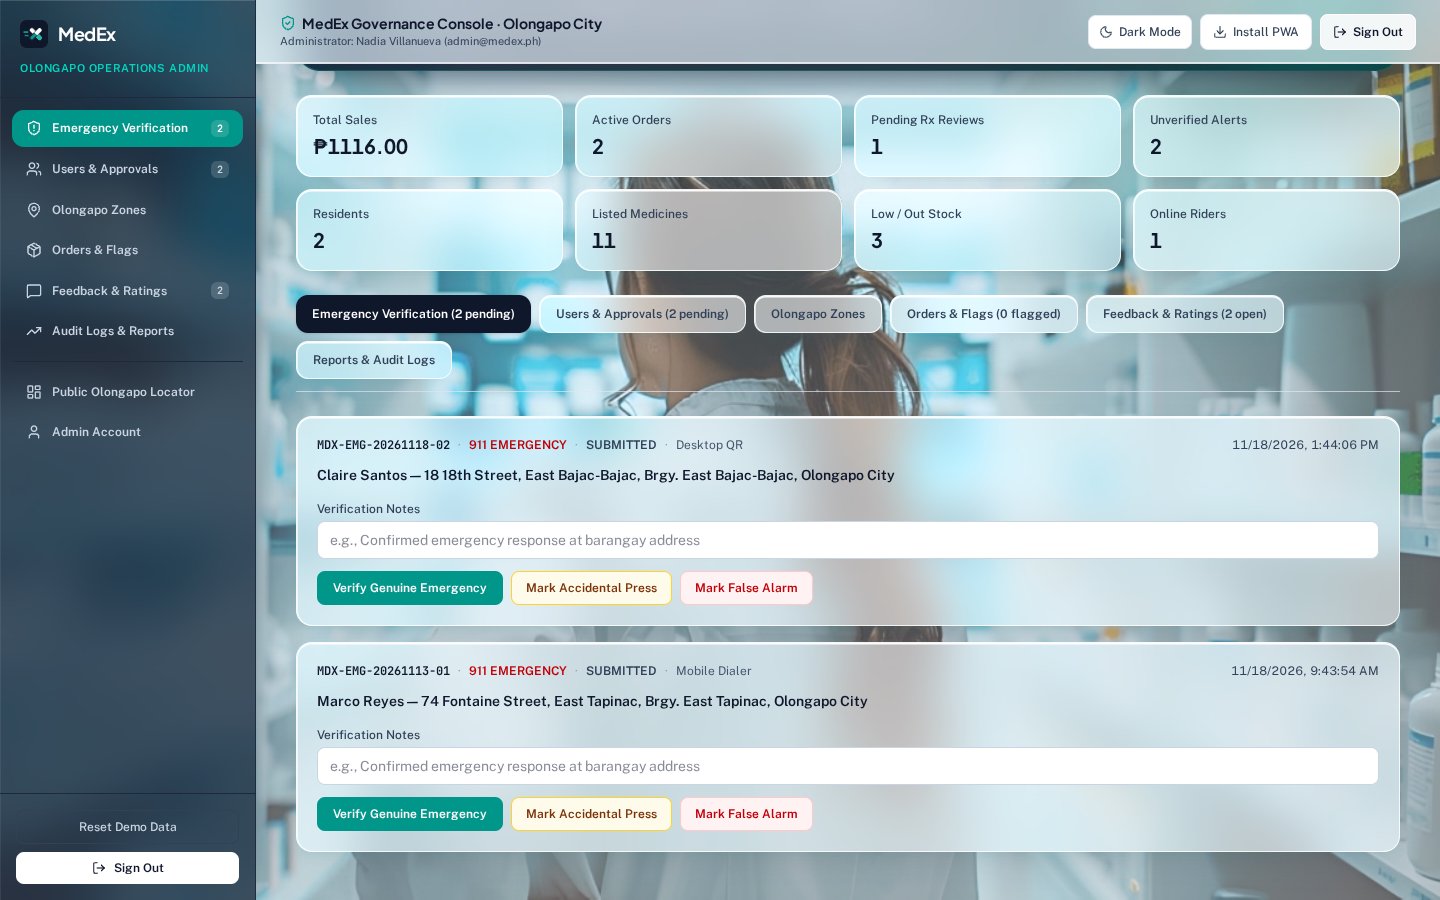 MedEx
OLONGAPO OPERATIONS ADMIN
Emergency Verification 2
Users & Approvals 2
Olongapo Zones
Orders & Flags
Feedback & Ratings 2
Audit Logs & Reports
Public Olongapo Locator
Admin Account
Reset Demo Data
Sign Out
MedEx Governance Console · Olongapo City
Administrator: Nadia Villanueva (admin@medex.ph)
Dark Mode
Install PWA
Sign Out
Total Sales
₱1116.00
Active Orders
2
Pending Rx Reviews
1
Unverified Alerts
2
Residents
2
Listed Medicines
11
Low / Out Stock
3
Online Riders
1
Emergency Verification (2 pending)
Users & Approvals (2 pending)
Olongapo Zones
Orders & Flags (0 flagged)
Feedback & Ratings (2 open)
Reports & Audit Logs
MDX-EMG-20261118-02 · 911 EMERGENCY · SUBMITTED · Desktop QR
11/18/2026, 1:44:06 PM
Claire Santos — 18 18th Street, East Bajac-Bajac, Brgy. East Bajac-Bajac, Olongapo City
Verification Notes
e.g., Confirmed emergency response at barangay address
Verify Genuine Emergency
Mark Accidental Press
Mark False Alarm
MDX-EMG-20261113-01 · 911 EMERGENCY · SUBMITTED · Mobile Dialer
11/18/2026, 9:43:54 AM
Marco Reyes — 74 Fontaine Street, East Tapinac, Brgy. East Tapinac, Olongapo City
Verification Notes
e.g., Confirmed emergency response at barangay address
Verify Genuine Emergency
Mark Accidental Press
Mark False Alarm